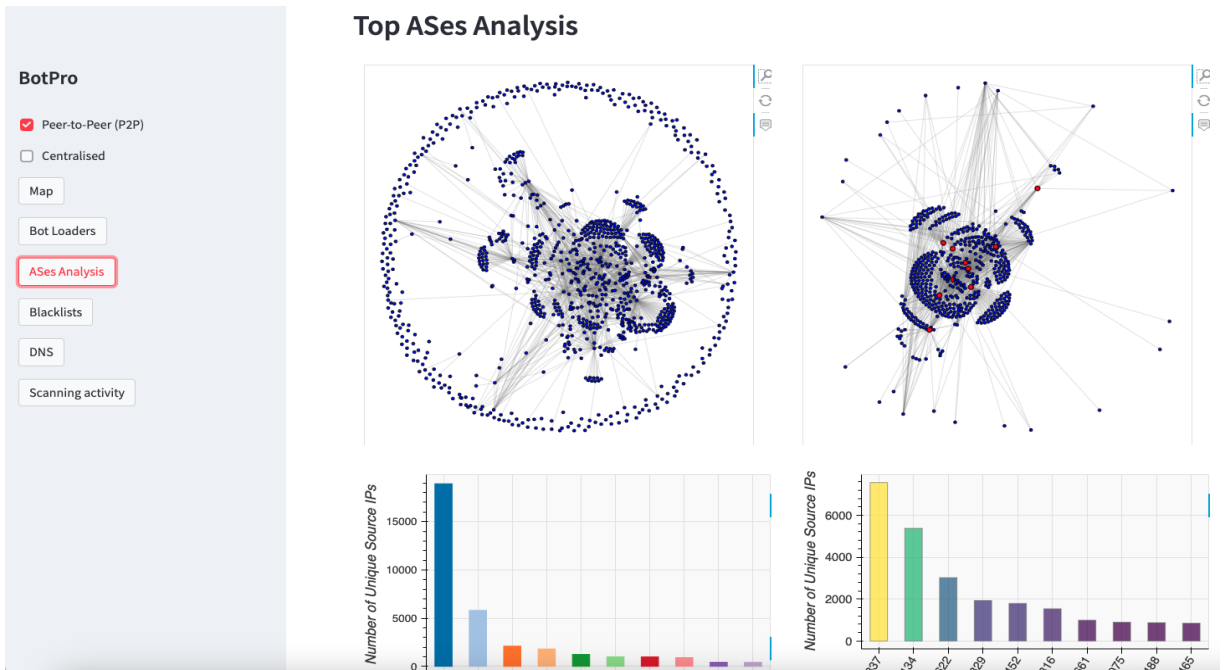 Top ASes Analysis
BotPro
Peer-to-Peer (P2P)
Centralised
Map
Bot Loaders
ASes Analysis
Blacklists
DNS
Scanning activity
Number of Unique Source IPs
15000
10000
5000
0
Number of Unique Source IPs
6000
4000
2000
0